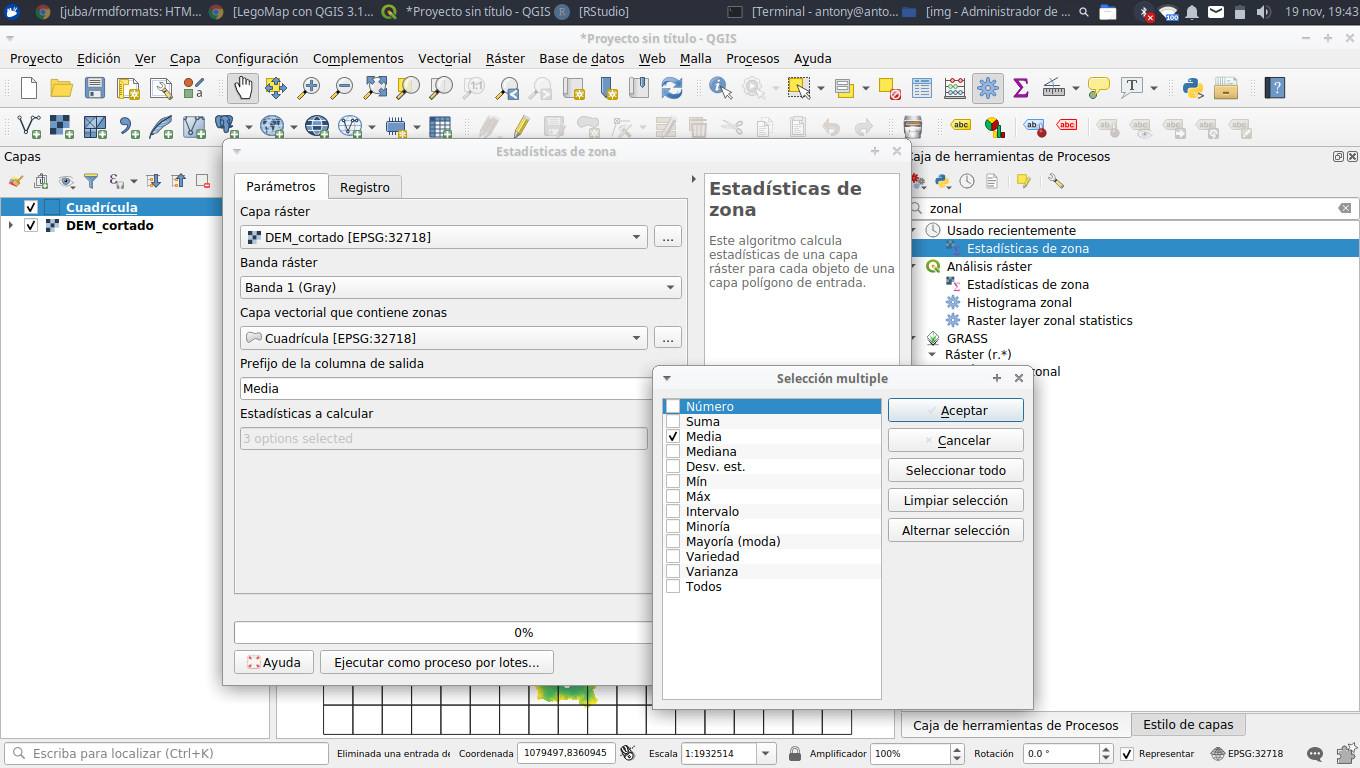 [juba/rmdformats: HTM...
[LegoMap con QGIS 3.1...
*Proyecto sin título - QGIS
[RStudio]
[Terminal - antony@anto...
[img - Administrador de ...
100
19 nov, 19:43
*Proyecto sin título - QGIS
Proyecto Edición Ver Capa Configuración Complementos Vectorial Ráster Base de datos Web Malla Procesos Ayuda
Capas
Cuadrícula
DEM_cortado
Estadísticas de zona
Parámetros
Registro
Capa ráster
DEM_cortado [EPSG:32718]
...
Banda ráster
Banda 1 (Gray)
Capa vectorial que contiene zonas
Cuadrícula [EPSG:32718]
...
Prefijo de la columna de salida
Media
Estadísticas a calcular
3 options selected
0%
Ayuda
Ejecutar como proceso por lotes...
Estadísticas de
zona
Este algoritmo calcula
estadísticas de una capa
ráster para cada objeto de una
capa polígono de entrada.
Selección multiple
Número
Suma
Media
Mediana
Desv. est.
Mín
Máx
Intervalo
Minoría
Mayoría (moda)
Variedad
Varianza
Todos
Aceptar
Cancelar
Seleccionar todo
Limpiar selección
Alternar selección
aja de herramientas de Procesos
zonal
Usado recientemente
Estadísticas de zona
Análisis ráster
Estadísticas de zona
Histograma zonal
Raster layer zonal statistics
GRASS
Ráster (r.*)
onal
Caja de herramientas de Procesos
Estilo de capas
Escriba para localizar (Ctrl+K)
Eliminada una entrada de
Coordenada
1079497,8360945
Escala
1:1932514
Amplificador
100%
Rotación
0.0 °
Representar
EPSG:32718